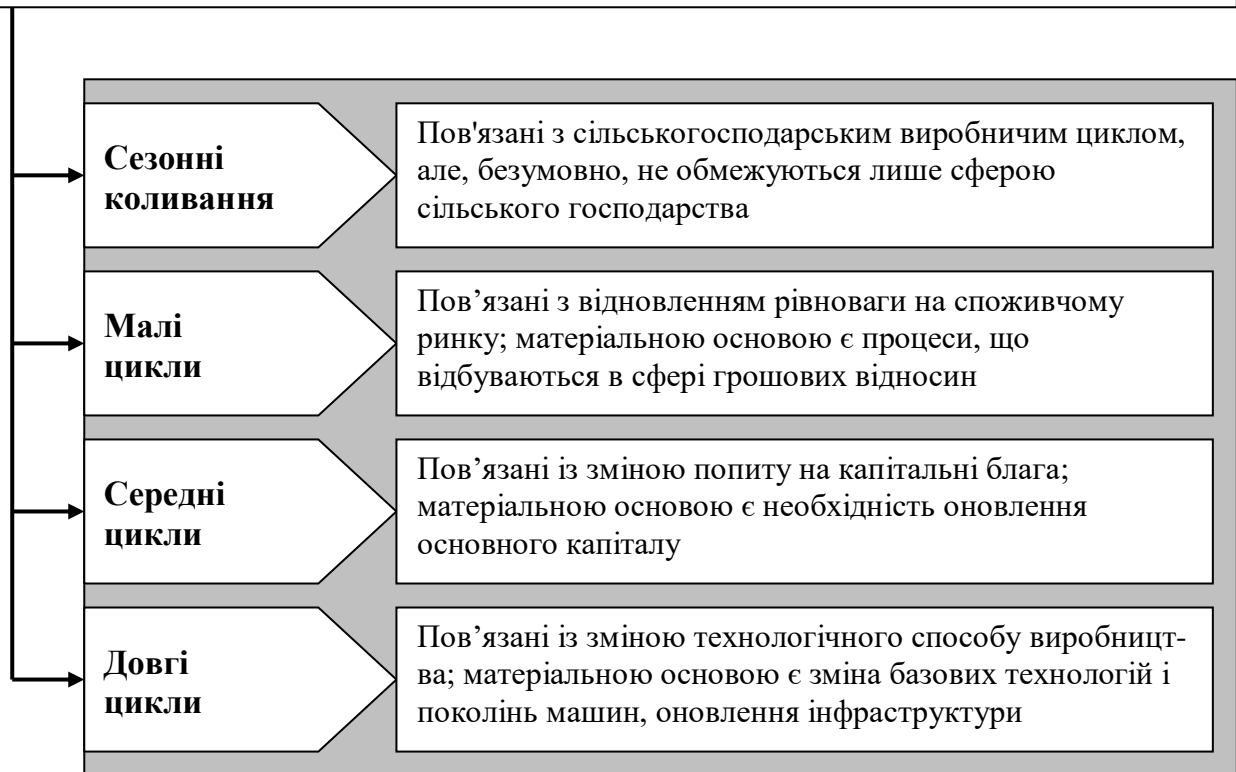 Сезонні
коливання
Пов'язані з сільськогосподарським виробничим циклом,
але, безумовно, не обмежуються лише сферою
сільського господарства
Малі
цикли
Пов’язані з відновленням рівноваги на споживчому
ринку; матеріальною основою є процеси, що
відбуваються в сфері грошових відносин
Середні
цикли
Пов’язані із зміною попиту на капітальні блага;
матеріальною основою є необхідність оновлення
основного капіталу
Довгі
цикли
Пов’язані із зміною технологічного способу виробницт-
ва; матеріальною основою є зміна базових технологій і
поколінь машин, оновлення інфраструктури